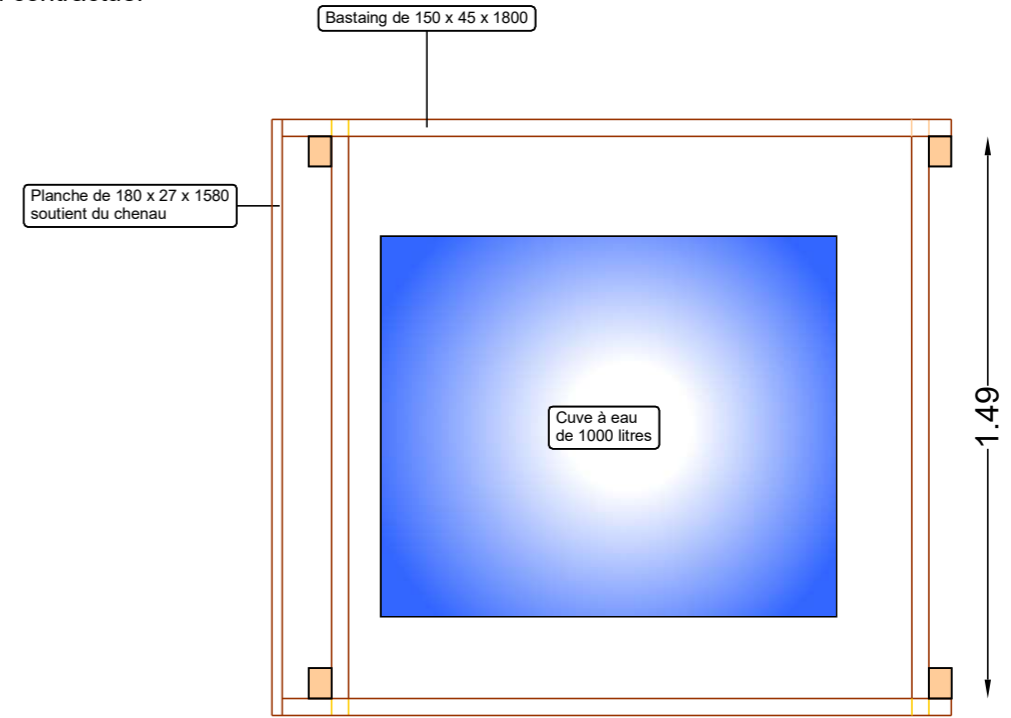 Bastaing de 150 x 45 x 1800
Planche de 180 x 27 x 1580
soutient du chenau
Cuve à eau
de 1000 litres
1.49